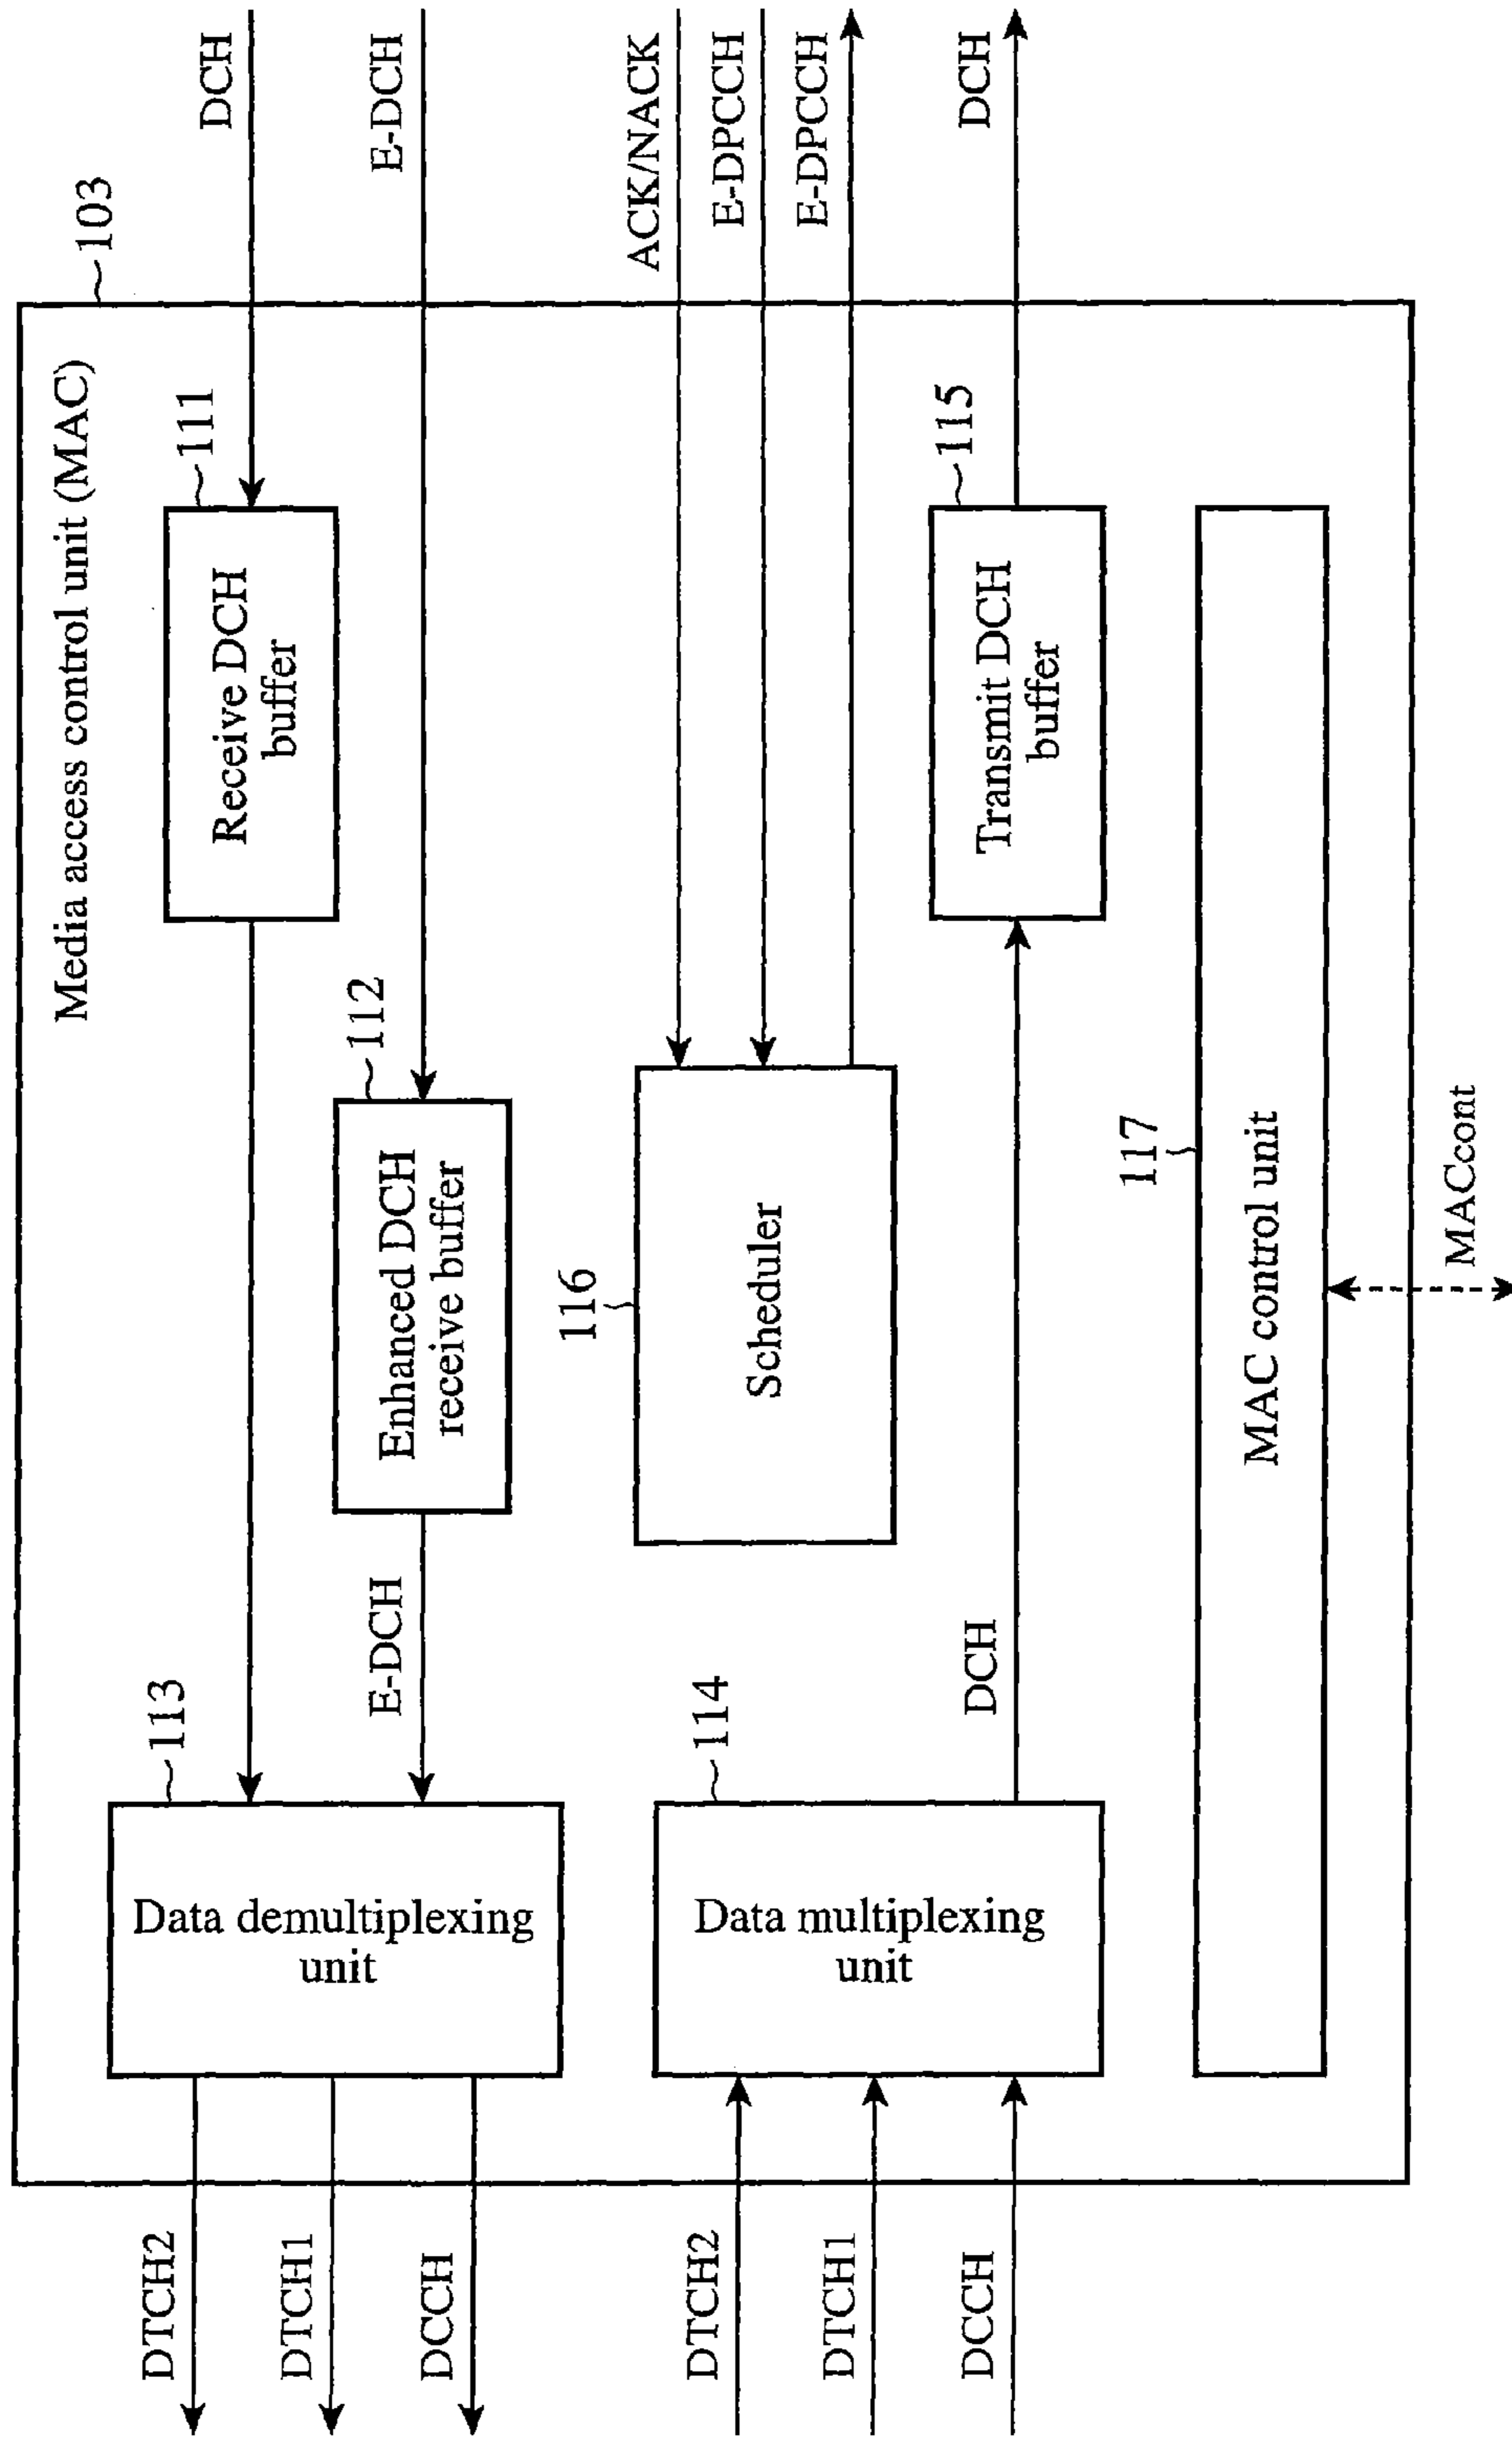 Media access control unit (MAC)
103
DTCH2
DTCH1
DCCH
113
Data demultiplexing
unit
E-DCH
112
Enhanced DCH
receive buffer
111
Receive DCH
buffer
DCH
E-DCH
116
Scheduler
ACK/NACK
E-DPCCH
E-DPCCH
DTCH2
DTCH1
DCCH
114
Data multiplexing
unit
DCH
115
Transmit DCH
buffer
DCH
117
MAC control unit
MACcont